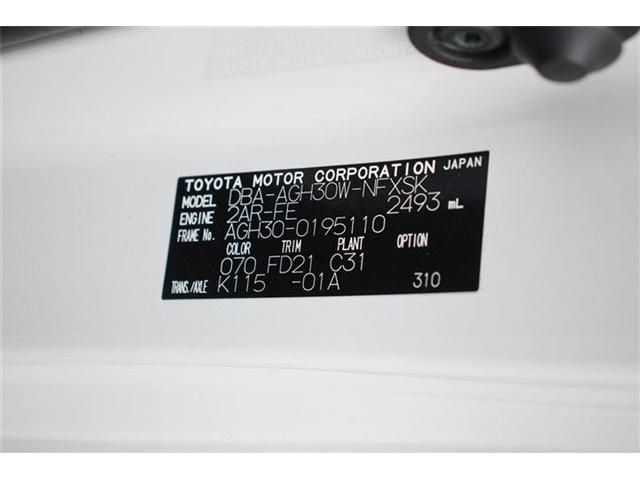 TOYOTA MOTOR CORPORATION JAPAN
MODEL DBA-AGH30W-NFXSK
ENGINE 2AR-FE 2493 mL
FRAME No. AGH30-0195110
COLOR TRIM PLANT OPTION
070 FD21 C31
TRANS./AXLE K115 -01A 310